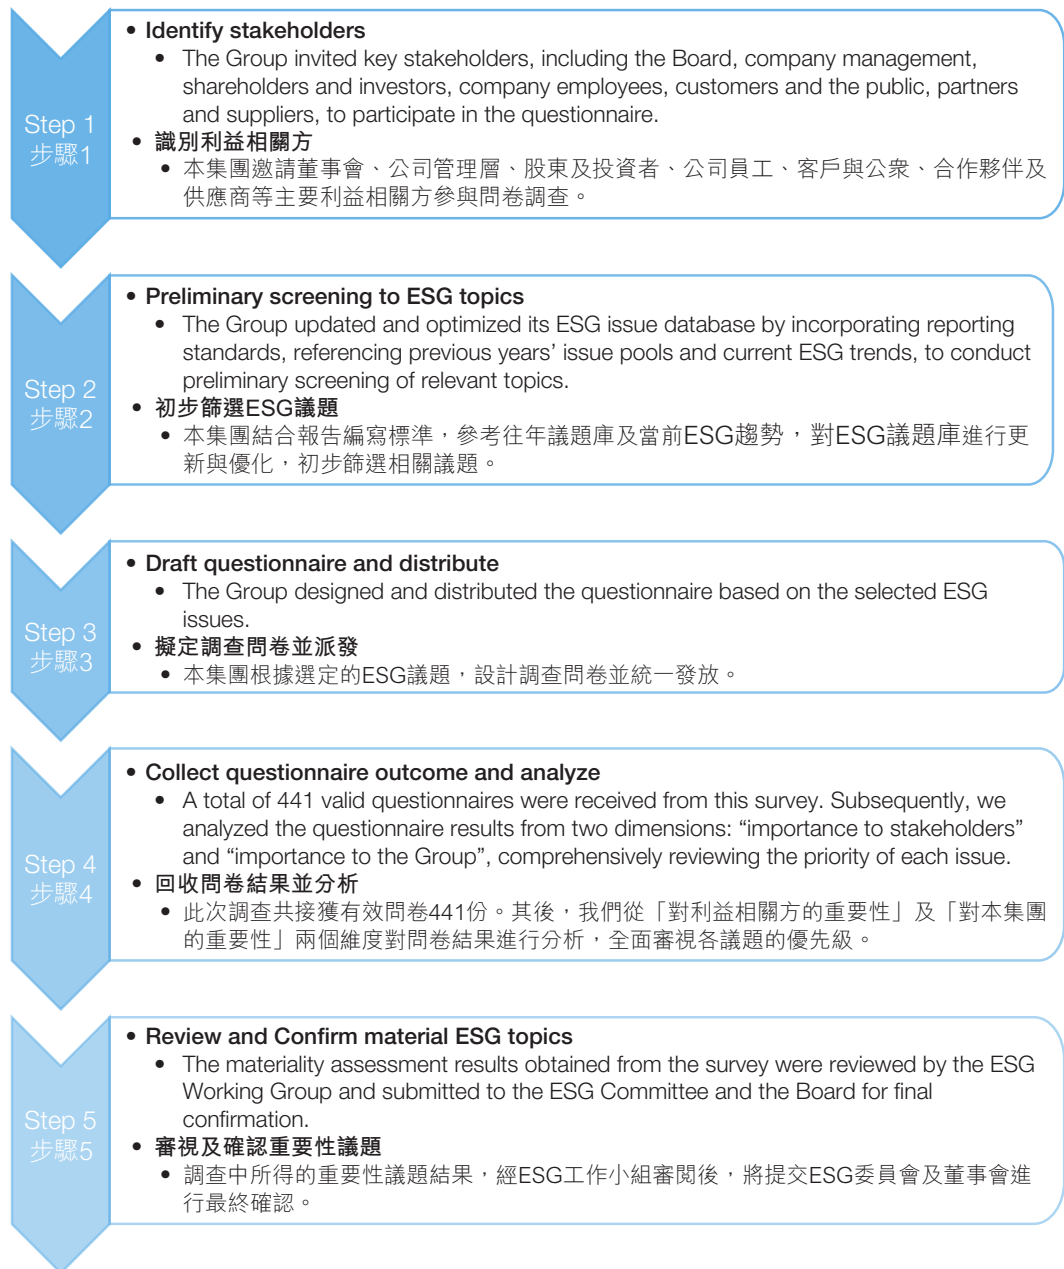 Step 1
步驟1
• Identify stakeholders
• The Group invited key stakeholders, including the Board, company management,
shareholders and investors, company employees, customers and the public, partners
and suppliers, to participate in the questionnaire.
• 識別利益相關方
• 本集團邀請董事會、公司管理層、股東及投資者、公司員工、客戶與公衆、合作夥伴及
供應商等主要利益相關方參與問卷調查。
Step 2
步驟2
• Preliminary screening to ESG topics
• The Group updated and optimized its ESG issue database by incorporating reporting
standards, referencing previous years’ issue pools and current ESG trends, to conduct
preliminary screening of relevant topics.
• 初步篩選ESG議題
• 本集團結合報告編寫標準，參考往年議題庫及當前ESG趨勢，對ESG議題庫進行更
新與優化，初步篩選相關議題。
Step 3
步驟3
• Draft questionnaire and distribute
• The Group designed and distributed the questionnaire based on the selected ESG
issues.
• 擬定調查問卷並派發
• 本集團根據選定的ESG議題，設計調查問卷並統一發放。
Step 4
步驟4
• Collect questionnaire outcome and analyze
• A total of 441 valid questionnaires were received from this survey. Subsequently, we
analyzed the questionnaire results from two dimensions: “importance to stakeholders”
and “importance to the Group”, comprehensively reviewing the priority of each issue.
• 回收問卷結果並分析
• 此次調查共接獲有效問卷441份。其後，我們從「對利益相關方的重要性」及「對本集團
的重要性」兩個維度對問卷結果進行分析，全面審視各議題的優先級。
Step 5
步驟5
• Review and Confirm material ESG topics
• The materiality assessment results obtained from the survey were reviewed by the ESG
Working Group and submitted to the ESG Committee and the Board for final
confirmation.
• 審視及確認重要性議題
• 調查中所得的重要性議題結果，經ESG工作小組審閱後，將提交ESG委員會及董事會進
行最終確認。